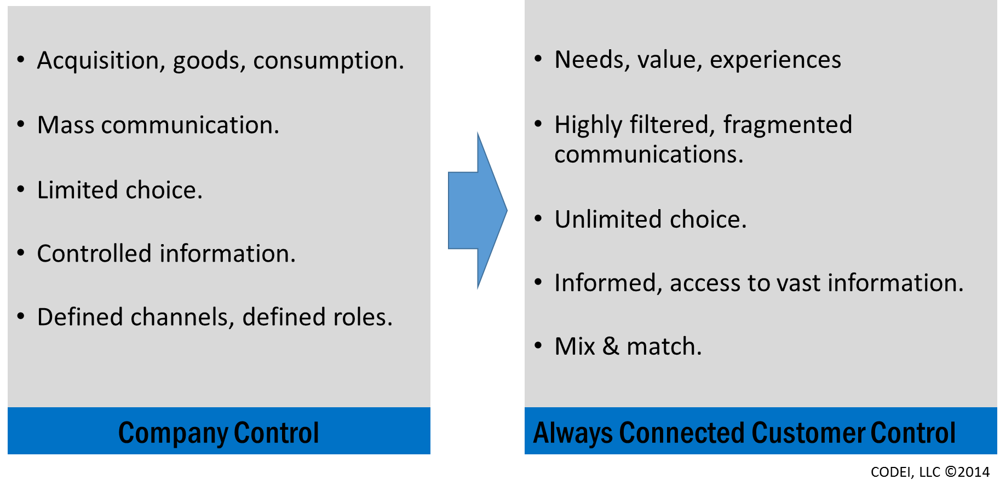 • Acquisition, goods, consumption.
• Mass communication.
• Limited choice.
• Controlled information.
• Defined channels, defined roles.
Company Control
• Needs, value, experiences
• Highly filtered, fragmented
communications.
• Unlimited choice.
• Informed, access to vast information.
• Mix & match.
Always Connected Customer Control
CODEI, LLC ©2014